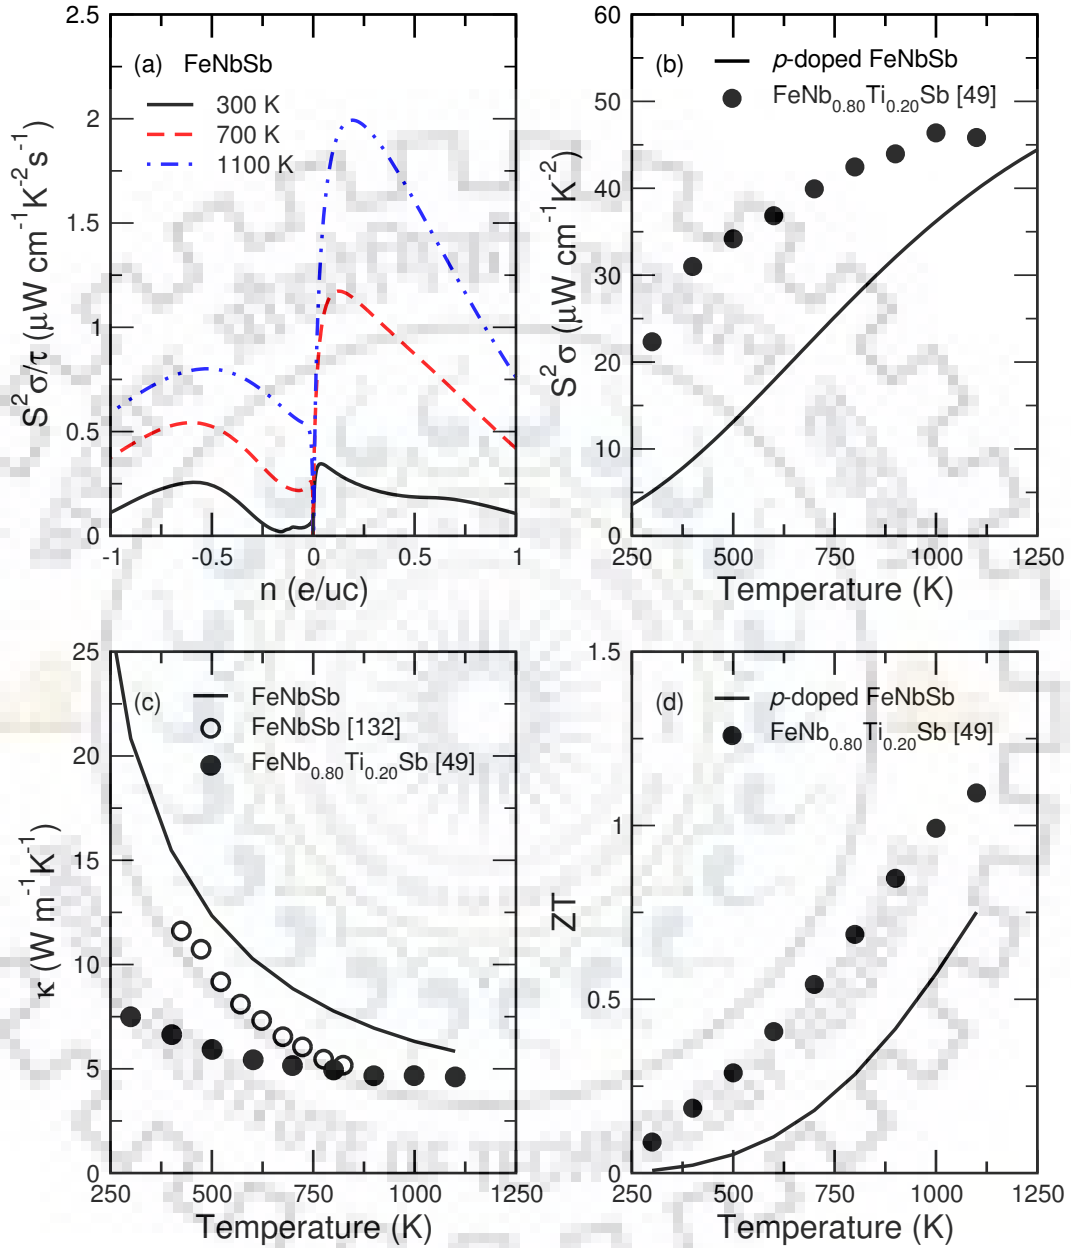 (a) FeNbSb
300 K
700 K
1100 K
2.5
2
1.5
1
0.5
0
-1 -0.5 0 0.5 1
n (e/uc)
S²σ/τ (μW cm⁻¹K⁻²s⁻¹)
(b) p-doped FeNbSb
FeNb₀.₈₀Ti₀.₂₀Sb [49]
60
50
40
30
20
10
0
250 500 750 1000 1250
Temperature (K)
S²σ (μW cm⁻¹K⁻²)
(c) FeNbSb
FeNbSb [132]
FeNb₀.₈₀Ti₀.₂₀Sb [49]
25
20
15
10
5
0
250 500 750 1000 1250
Temperature (K)
κ (W m⁻¹K⁻¹)
(d) p-doped FeNbSb
FeNb₀.₈₀Ti₀.₂₀Sb [49]
1.5
1
0.5
0
250 500 750 1000 1250
Temperature (K)
ZT